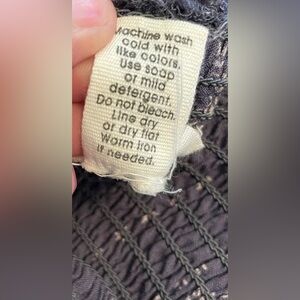 Machine wash
cold with
like colors.
Use soap
or mild
detergent.
Do not bleach.
Line dry
or dry flat
Warm iron
if needed.